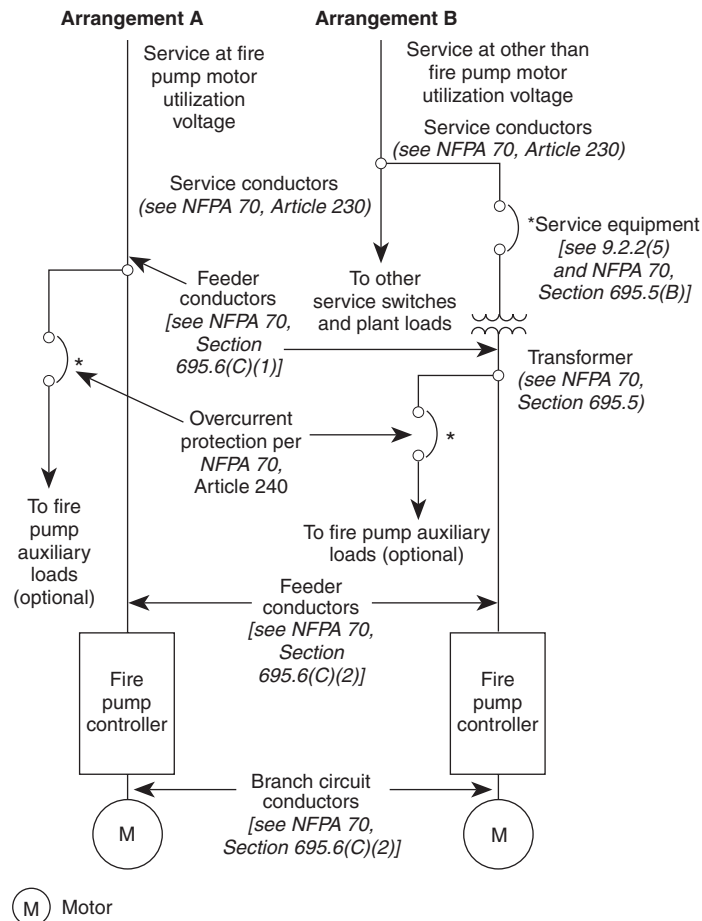 Arrangement A
Arrangement B
Service at fire
pump motor
utilization
voltage
Service at other than
fire pump motor
utilization voltage
Service conductors
(see NFPA 70, Article 230)
Service conductors
(see NFPA 70, Article 230)
*Service equipment
[see 9.2.2(5)
and NFPA 70,
Section 695.5(B)]
Feeder
conductors
[see NFPA 70,
Section
695.6(C)(1)]
To other
service switches
and plant loads
Transformer
(see NFPA 70,
Section 695.5)
*
Overcurrent
protection per
NFPA 70,
Article 240
*
To fire
pump
auxiliary
loads
(optional)
To fire pump auxiliary
loads (optional)
Feeder
conductors
[see NFPA 70,
Section
695.6(C)(2)]
Fire
pump
controller
Fire
pump
controller
Branch circuit
conductors
[see NFPA 70,
Section 695.6(C)(2)]
M
M
M Motor